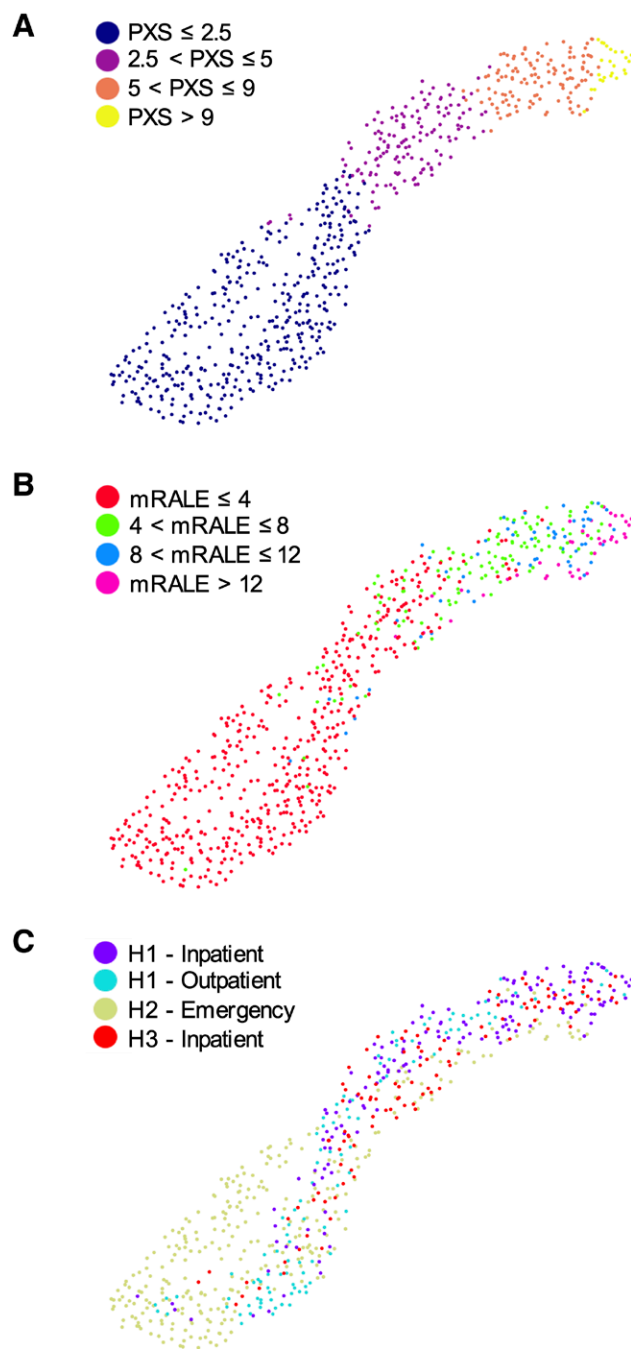 A
PXS ≤ 2.5
2.5 < PXS ≤ 5
5 < PXS ≤ 9
PXS > 9
B
mRALE ≤ 4
4 < mRALE ≤ 8
8 < mRALE ≤ 12
mRALE > 12
C
H1 - Inpatient
H1 - Outpatient
H2 - Emergency
H3 - Inpatient